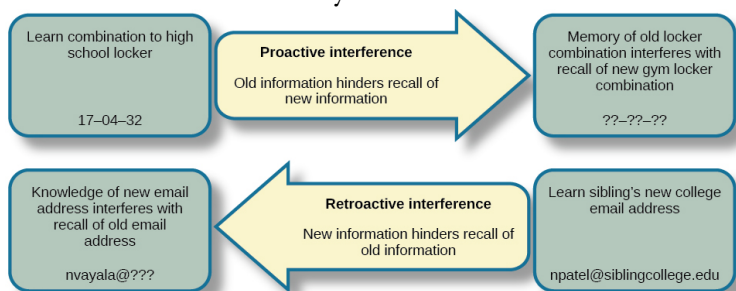 Learn combination to high
school locker
17–04–32
Proactive interference
Old information hinders recall of
new information
Memory of old locker
combination interferes with
recall of new gym locker
combination
??–??–??
Knowledge of new email
address interferes with
recall of old email
address
nvayala@???
Retroactive interference
New information hinders recall of
old information
Learn sibling's new college
email address
npatel@siblingcollege.edu